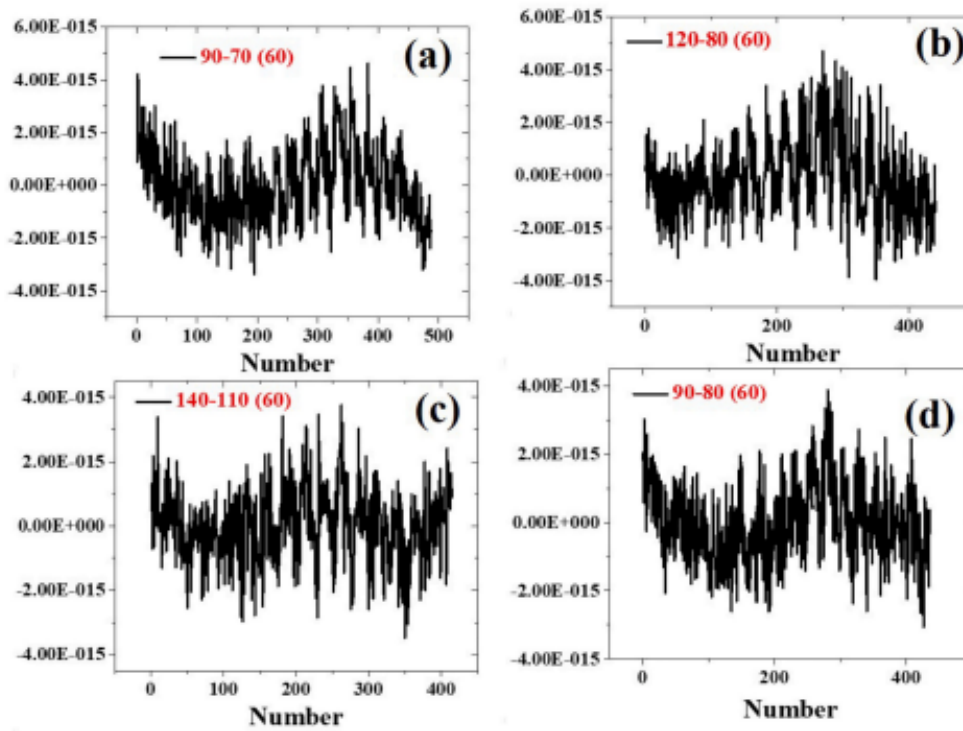 6.00E-015
4.00E-015
2.00E-015
0.00E+000
-2.00E-015
-4.00E-015
90-70 (60)
(a)
0 100 200 300 400 500
Number
6.00E-015
4.00E-015
2.00E-015
0.00E+000
-2.00E-015
-4.00E-015
120-80 (60)
(b)
0 200 400
Number
4.00E-015
2.00E-015
0.00E+000
-2.00E-015
-4.00E-015
140-110 (60)
(c)
0 100 200 300 400
Number
4.00E-015
2.00E-015
0.00E+000
-2.00E-015
-4.00E-015
90-80 (60)
(d)
0 200 400
Number